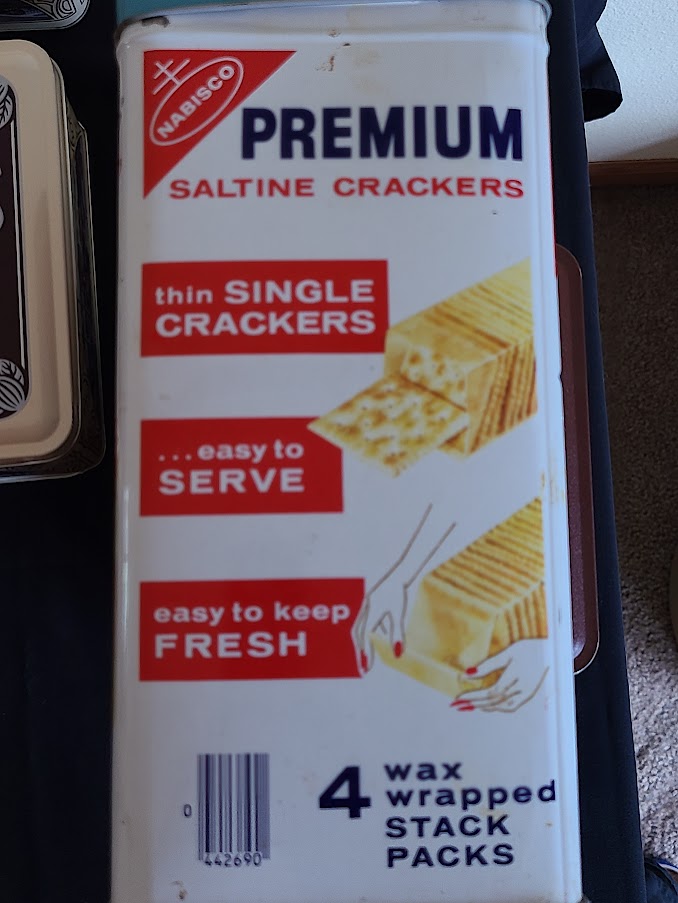 NABISCO
PREMIUM
SALTINE CRACKERS
thin SINGLE
CRACKERS
...easy to
SERVE
easy to keep
FRESH
0
442690
4 wax
wrapped
STACK
PACKS